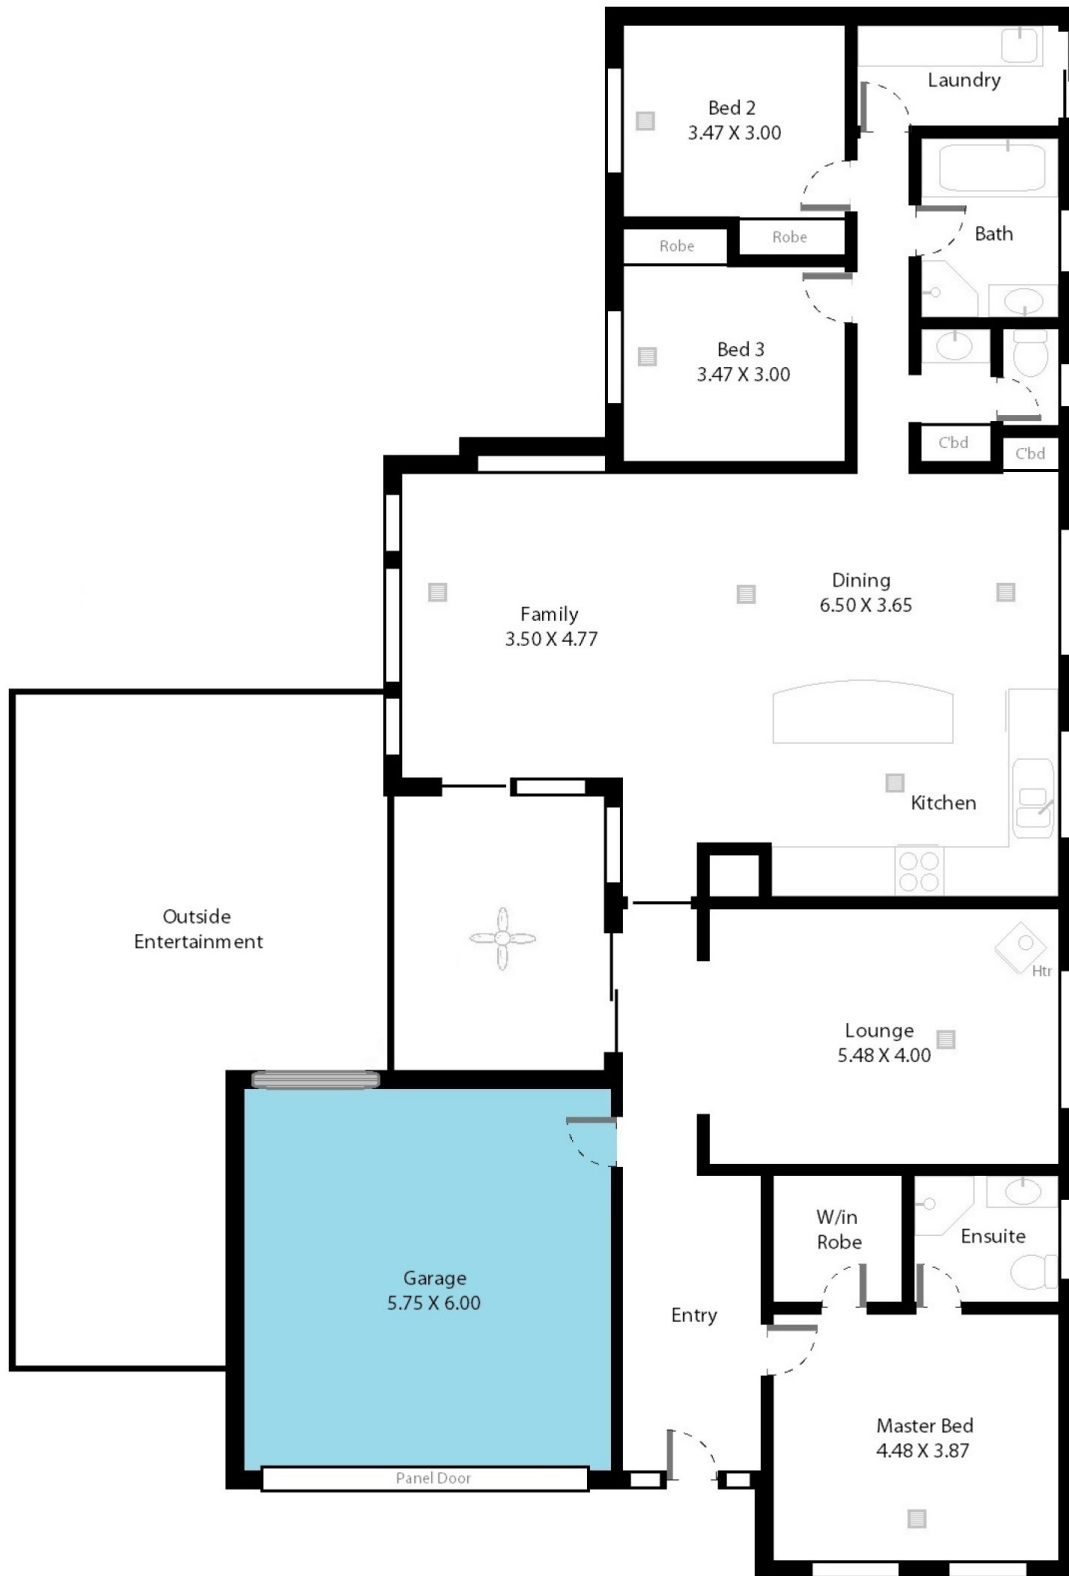 Laundry
Bed 2
3.47 X 3.00
Bath
Robe
Robe
Bed 3
3.47 X 3.00
C'bd
C'bd
Dining
6.50 X 3.65
Family
3.50 X 4.77
Kitchen
Outside
Entertainment
Htr
Lounge
5.48 X 4.00
W/in
Robe
Ensuite
Garage
5.75 X 6.00
Entry
Master Bed
4.48 X 3.87
Panel Door